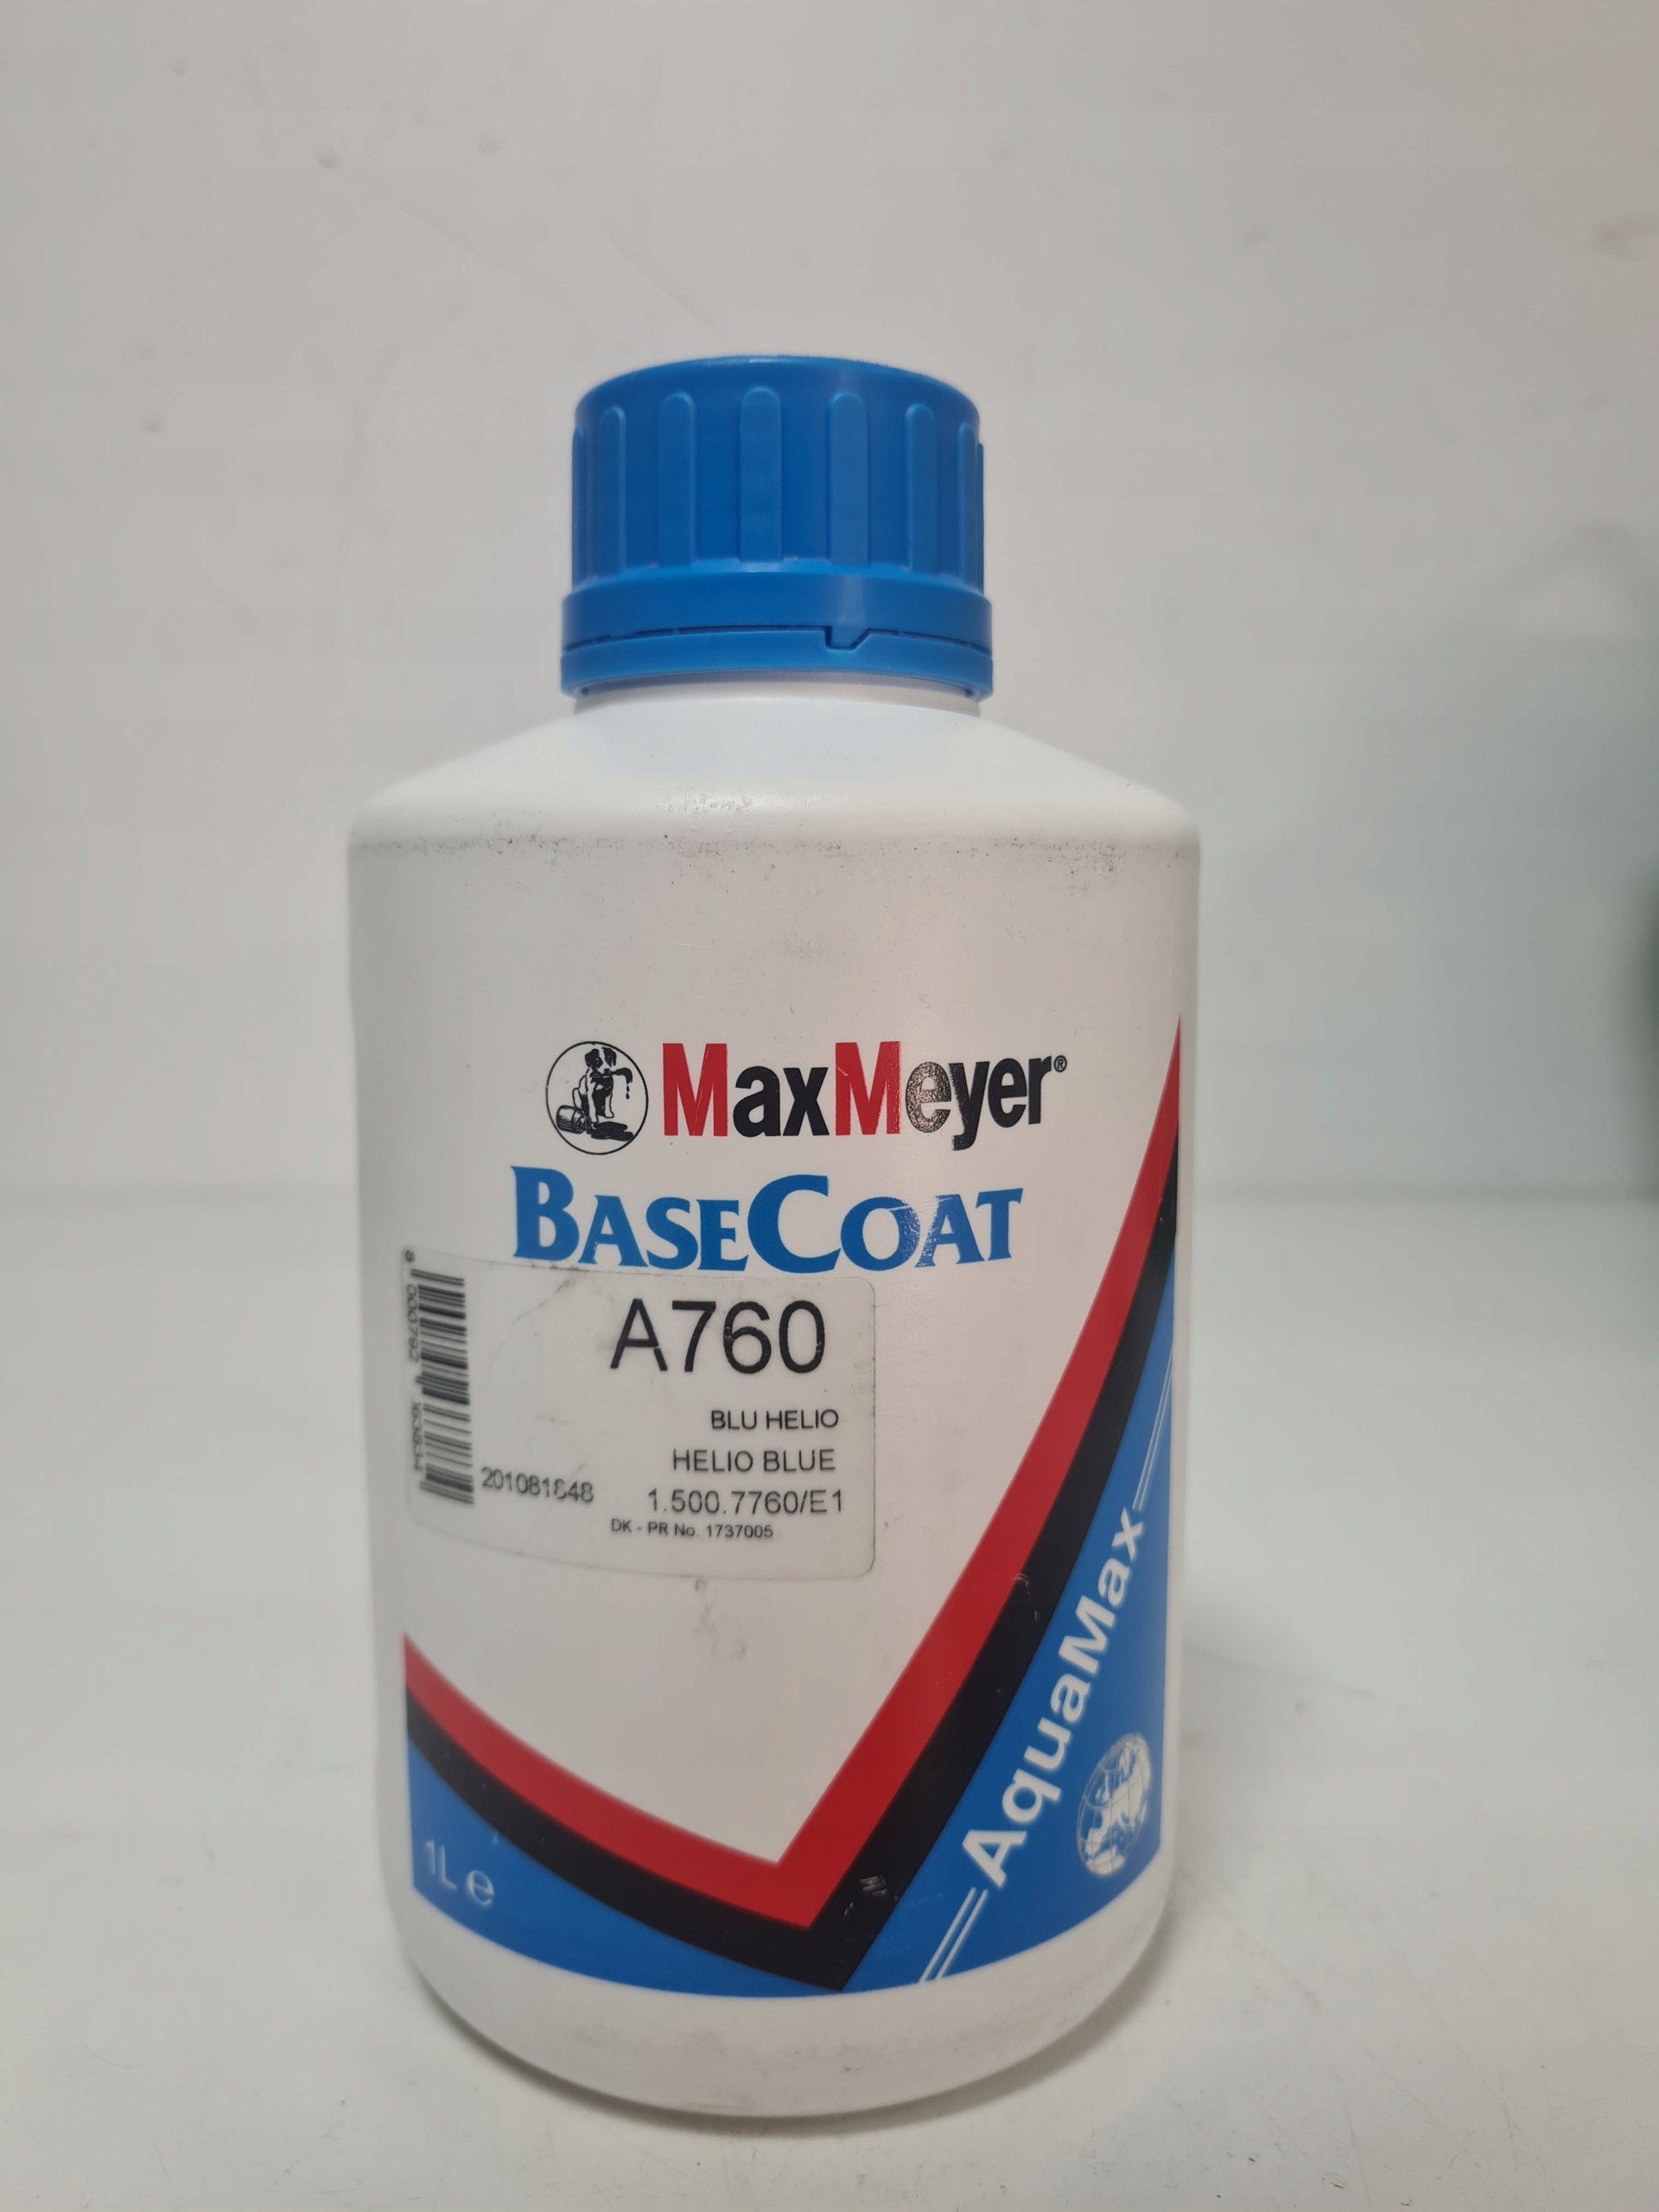 MaxMeyer®
BASECOAT
A760
BLU HELIO
HELIO BLUE
1.500.7760/E1
DK - PR No. 1737005
AquaMax
1L e